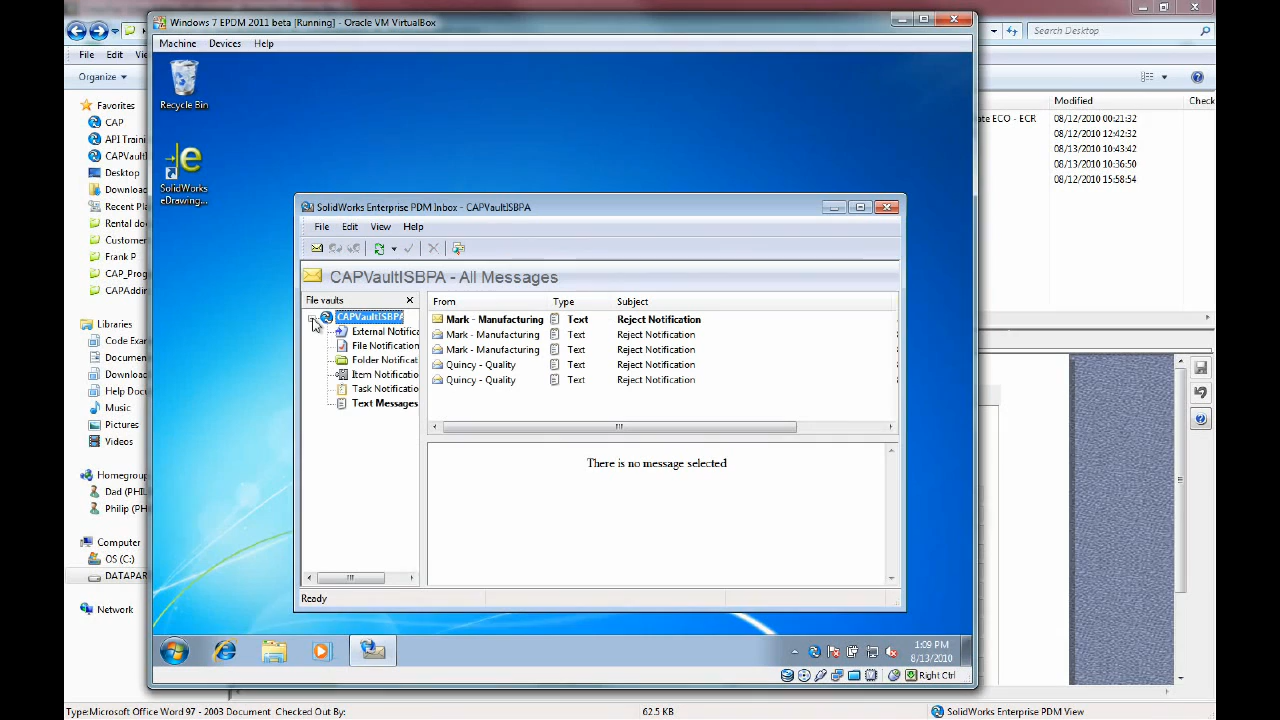 Windows 7 EPDM 2011 beta [Running] - Oracle VM VirtualBox
Machine Devices Help
Search Desktop
File Edit
Organize
Favorites
CAP
API Traini
CAPVaultI
Desktop
Download
Recent Pla
Rental do
Customer
Frank P
CAP_Prog
CAPAddin
Libraries
Code Exar
Documen
Download
Help Doc
Music
Pictures
Videos
Homegroup
Dad (PHIL
Philip (PHI
Computer
OS (C:)
DATAPAR
Network
Recycle Bin
SolidWorks
eDrawing...
SolidWorks Enterprise PDM Inbox - CAPVaultISBPA
File Edit View Help
CAPVaultISBPA - All Messages
File vaults
CAPVaultISBPA
External Notifica
File Notification
Folder Notificat
Item Notificatio
Task Notificatio
Text Messages
From Type Subject
Mark - Manufacturing Text Reject Notification
Mark - Manufacturing Text Reject Notification
Mark - Manufacturing Text Reject Notification
Quincy - Quality Text Reject Notification
Quincy - Quality Text Reject Notification
There is no message selected
Ready
1:09 PM
8/13/2010
Right Ctrl
Modified Check
ate ECO - ECR 08/12/2010 00:21:32
08/12/2010 12:42:32
08/13/2010 10:43:42
08/13/2010 10:36:50
08/12/2010 15:58:54
Type:Microsoft Office Word 97 - 2003 Document Checked Out By: 62.5 KB SolidWorks Enterprise PDM View